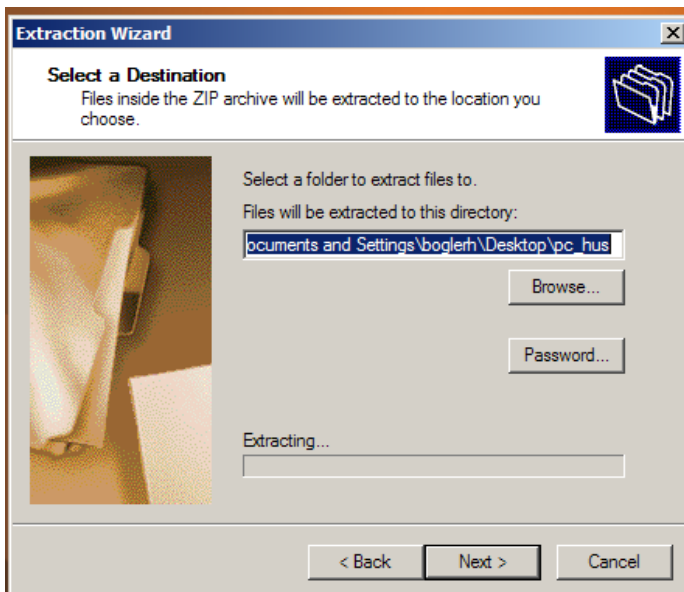 Extraction Wizard
Select a Destination
Files inside the ZIP archive will be extracted to the location you
choose.
Select a folder to extract files to.
Files will be extracted to this directory:
ocuments and Settings\boglerh\Desktop\pc_hus
Browse...
Password...
Extracting...
< Back
Next >
Cancel